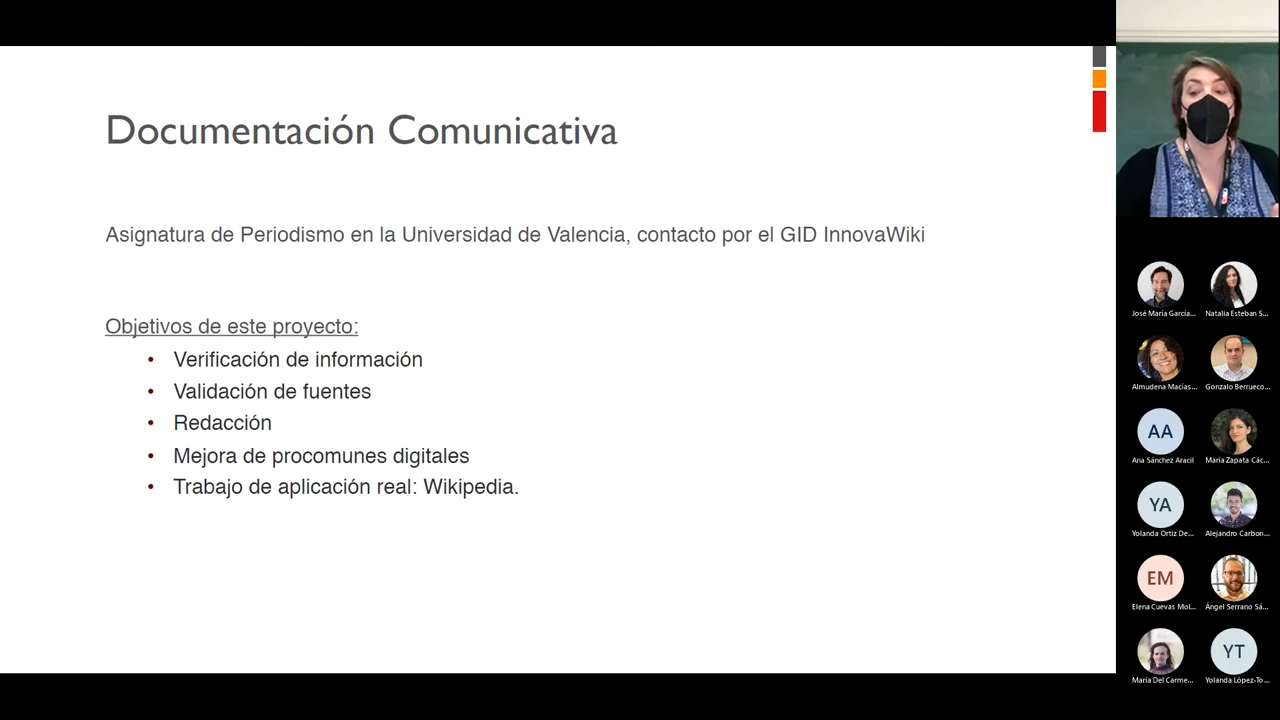 Documentación Comunicativa
Asignatura de Periodismo en la Universidad de Valencia, contacto por el GID InnovaWiki
Objetivos de este proyecto:
• Verificación de información
• Validación de fuentes
• Redacción
• Mejora de procomunes digitales
• Trabajo de aplicación real: Wikipedia.
José María García...
Natalia Esteban S...
Almudena Macías...
Gonzalo Berrueco...
AA
Ana Sánchez Aracil
María Zapata Các...
YA
Yolanda Ortiz De...
Alejandro Carbon...
EM
Elena Cuevas Mol...
Ángel Serrano Sá...
María Del Carme...
YT
Yolanda López-To...